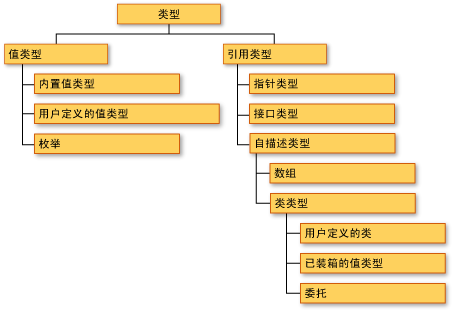 类型
值类型
内置值类型
用户定义的值类型
枚举
引用类型
指针类型
接口类型
自描述类型
数组
类类型
用户定义的类
已装箱的值类型
委托